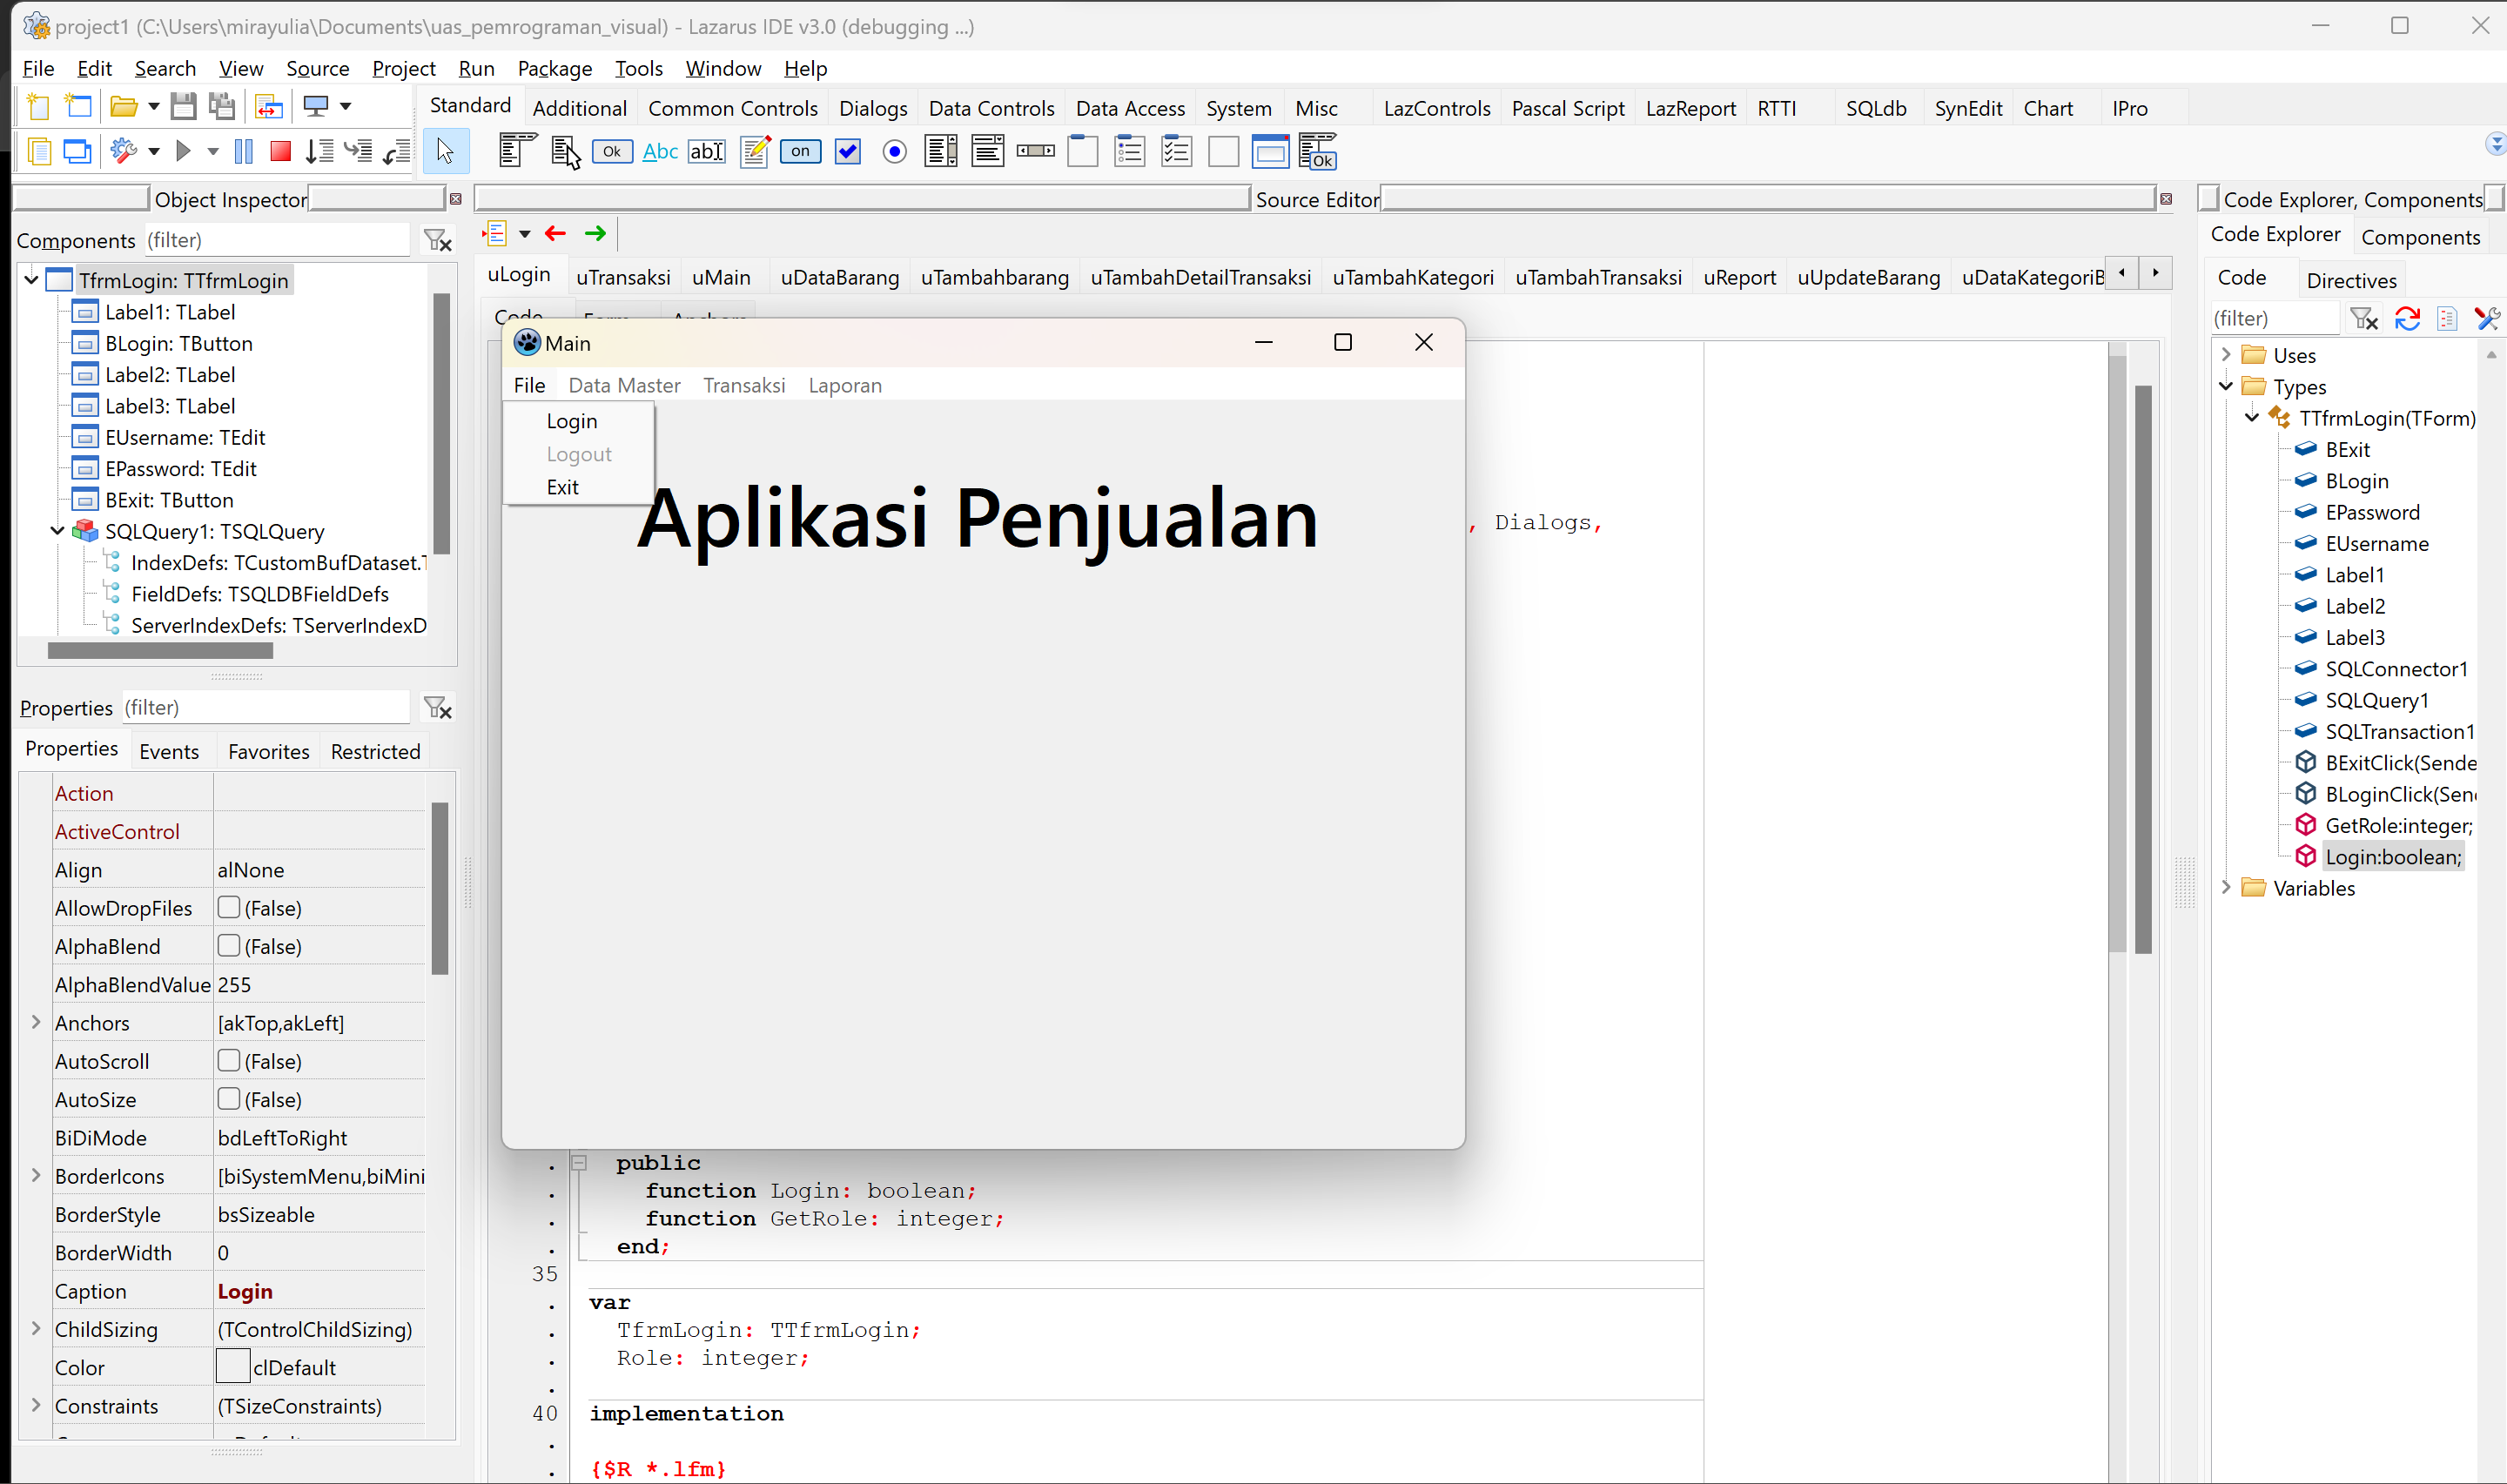 project1 (C:\Users\mirayulia\Documents\uas_pemrograman_visual) - Lazarus IDE v3.0 (debugging ...)
File Edit Search View Source Project Run Package Tools Window Help
Standard Additional Common Controls Dialogs Data Controls Data Access System Misc LazControls Pascal Script LazReport RTTI SQLdb SynEdit Chart IPro
Ok Abc abI on Ok
Object Inspector
Components (filter)
TfrmLogin: TTfrmLogin
Label1: TLabel
BLogin: TButton
Label2: TLabel
Label3: TLabel
EUsername: TEdit
EPassword: TEdit
BExit: TButton
SQLQuery1: TSQLQuery
IndexDefs: TCustomBufDataset.T
FieldDefs: TSQLDBFieldDefs
ServerIndexDefs: TServerIndexD
Properties (filter)
Properties Events Favorites Restricted
Action
ActiveControl
Align alNone
AllowDropFiles (False)
AlphaBlend (False)
AlphaBlendValue 255
Anchors [akTop,akLeft]
AutoScroll (False)
AutoSize (False)
BiDiMode bdLeftToRight
BorderIcons [biSystemMenu,biMini
BorderStyle bsSizeable
BorderWidth 0
Caption Login
ChildSizing (TControlChildSizing)
Color clDefault
Constraints (TSizeConstraints)
Source Editor
uLogin uTransaksi uMain uDataBarang uTambahbarang uTambahDetailTransaksi uTambahKategori uTambahTransaksi uReport uUpdateBarang uDataKategoriB
Code Form Anchors
Main
File Data Master Transaksi Laporan
Login
Logout
Exit
Aplikasi Penjualan
, Dialogs,
public
function Login: boolean;
function GetRole: integer;
end;
35
var
TfrmLogin: TTfrmLogin;
Role: integer;
40 implementation
{$R *.lfm}
Code Explorer, Components
Code Explorer Components
Code Directives
(filter)
Uses
Types
TTfrmLogin(TForm)
BExit
BLogin
EPassword
EUsername
Label1
Label2
Label3
SQLConnector1
SQLQuery1
SQLTransaction1
BExitClick(Sende
BLoginClick(Sen
GetRole:integer;
Login:boolean;
Variables